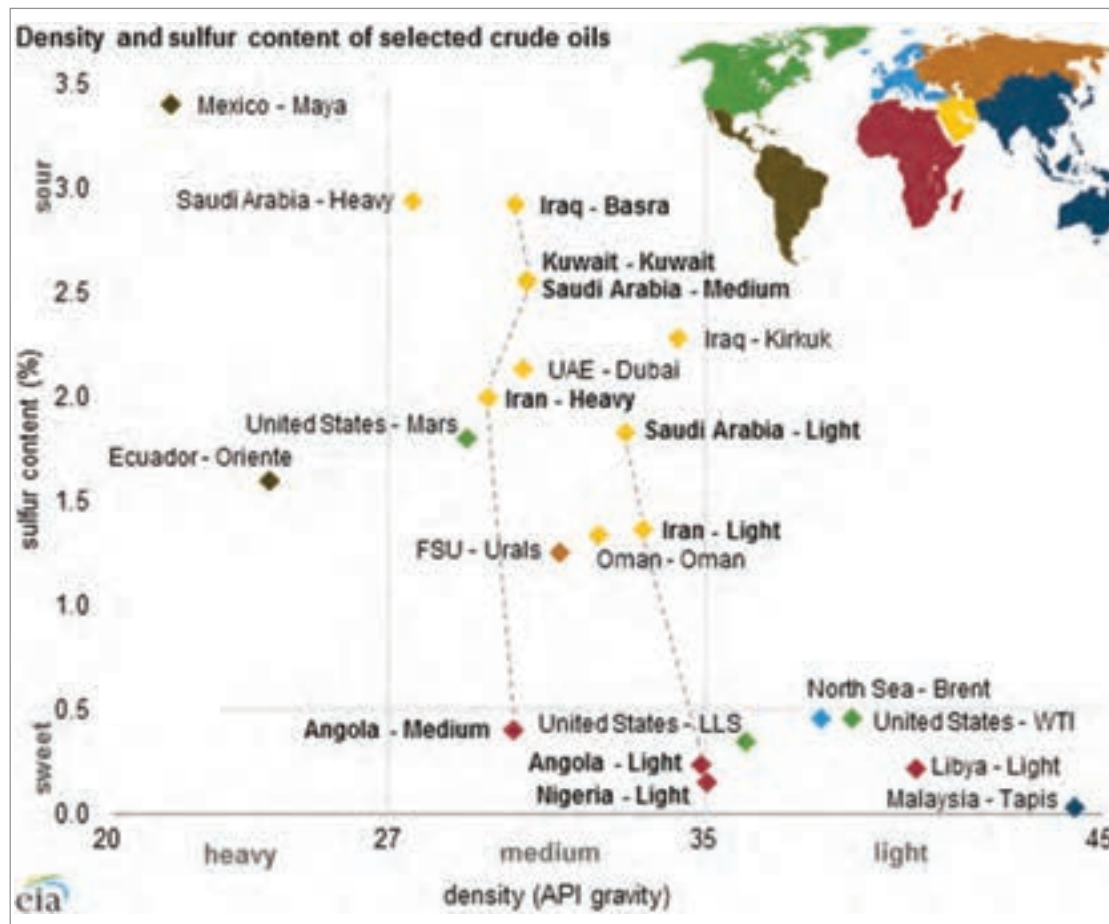 Density and sulfur content of selected crude oils
3.5
Mexico - Maya
sour
3.0
Saudi Arabia - Heavy
Iraq - Basra
Kuwait - Kuwait
2.5
Saudi Arabia - Medium
Iraq - Kirkuk
UAE - Dubai
sulfur content (%)
2.0
Iran - Heavy
United States - Mars
Saudi Arabia - Light
Ecuador - Oriente
1.5
FSU - Urals
Iran - Light
Oman - Oman
1.0
North Sea - Brent
0.5
Angola - Medium
United States - LLS
United States - WTI
sweet
Angola - Light
Libya - Light
Nigeria - Light
Malaysia - Tapis
0.0
20
27
35
45
heavy
medium
light
density (API gravity)
eia